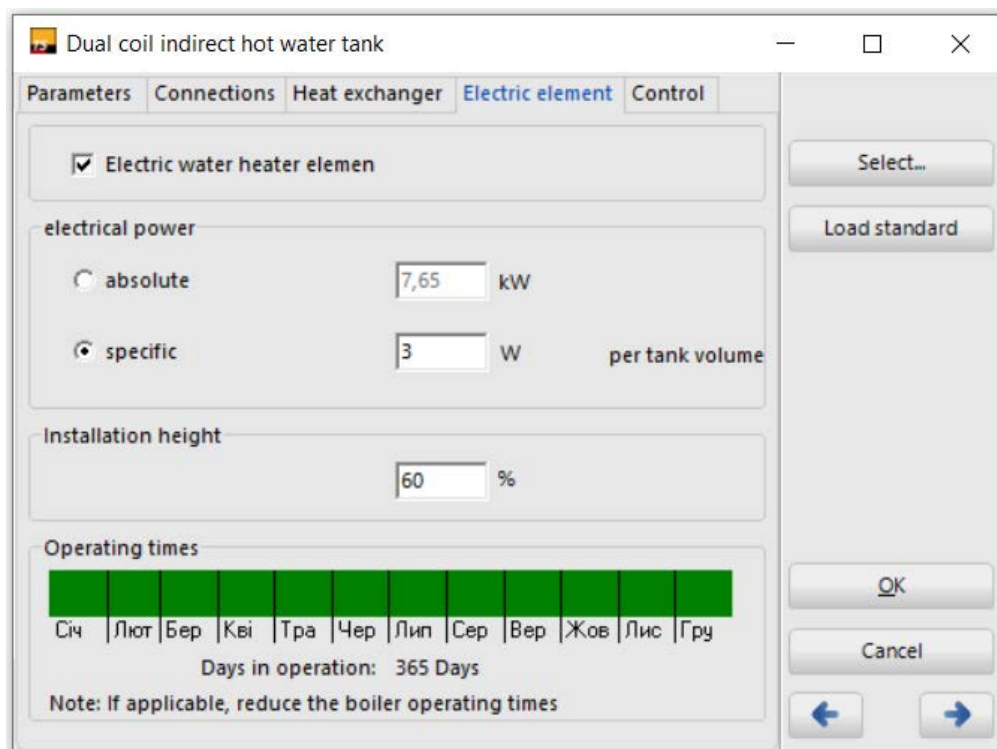 Dual coil indirect hot water tank
Parameters Connections Heat exchanger Electric element Control
Electric water heater elemen
Select...
electrical power
Load standard
absolute 7,65 kW
specific 3 W per tank volume
Installation height
60 %
Operating times
Січ Лют Бер Кві Тра Чер Лип Сер Вер Жов Лис Гру
Days in operation: 365 Days
Note: If applicable, reduce the boiler operating times
OK
Cancel